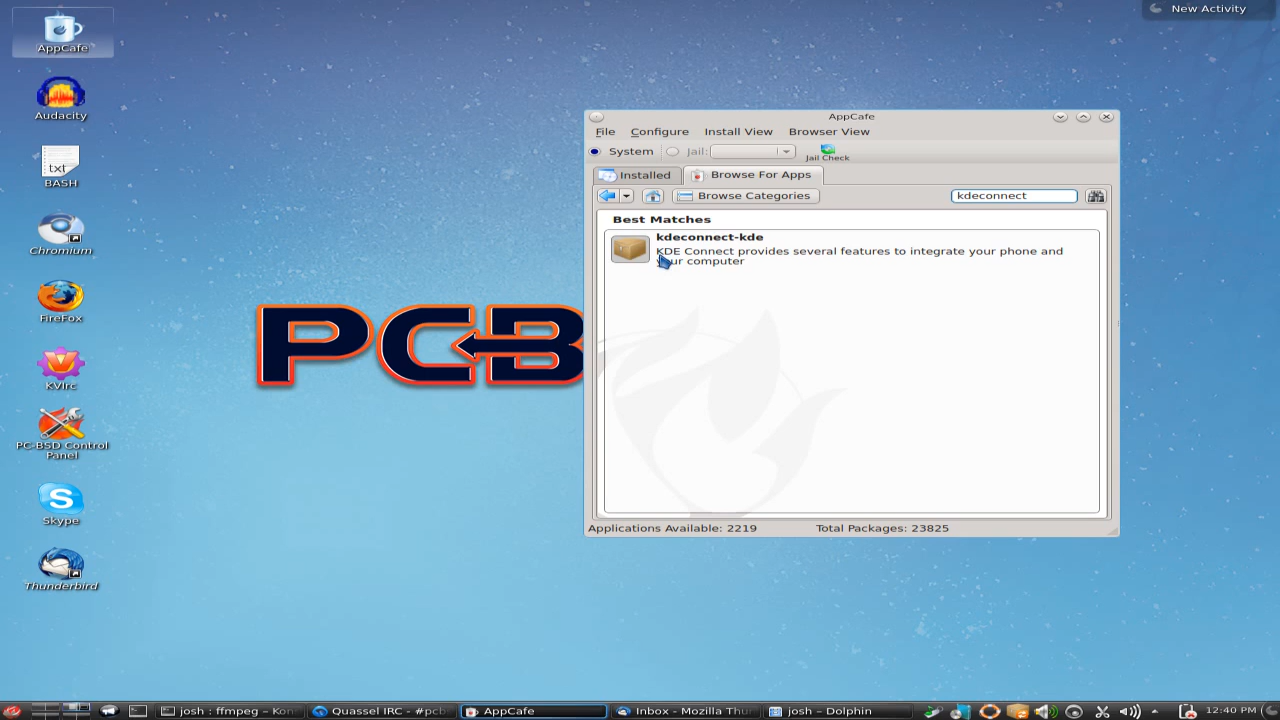 New Activity
AppCafe
Audacity
txt
BASH
Chromium
FireFox
KVIrc
PC-BSD Control
Panel
S
Skype
Thunderbird
PCB
AppCafe
File Configure Install View Browser View
System Jail: Jail Check
Installed Browse For Apps
Browse Categories kdeconnect
Best Matches
kdeconnect-kde
KDE Connect provides several features to integrate your phone and
computer
Applications Available: 2219 Total Packages: 23825
josh : ffmpeg – Kon Quassel IRC - #pcb AppCafe Inbox - Mozilla Thu josh – Dolphin 12:40 PM